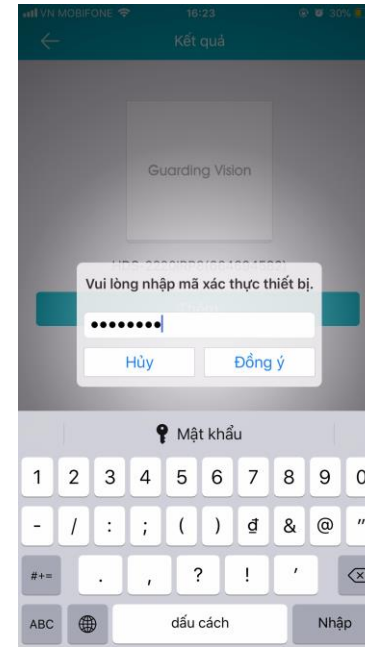 VN MOBIFONE 16:23 30%
Kết quả
Guarding Vision
Vui lòng nhập mã xác thực thiết bị.
••••••••
Hủy Đồng ý
Mật khẩu
1 2 3 4 5 6 7 8 9 0
- / : ; ( ) đ & @ "
#+= . , ? ! '
ABC dấu cách Nhập